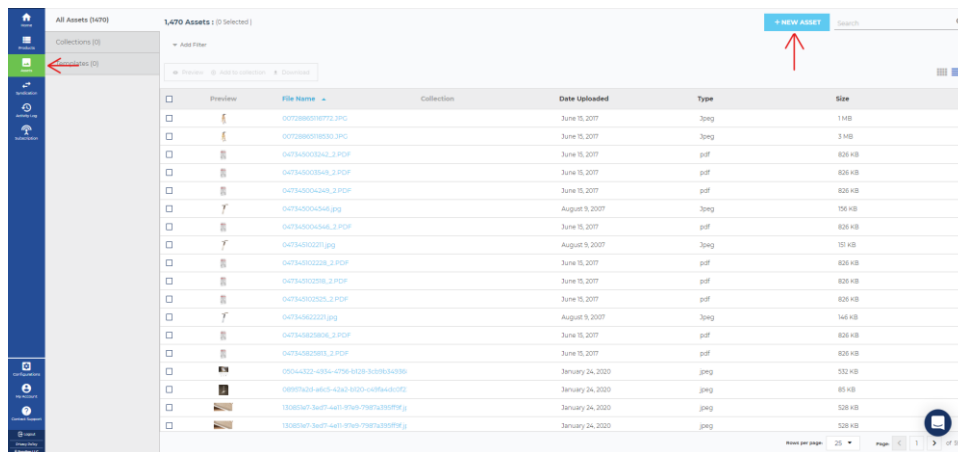 Home
Products
Assets
Syndication
Activity Log
Subscription
Configurations
My Account
Contact Support
Logout
Privacy Policy
All Assets (1470)
Collections (0)
Templates (0)
1,470 Assets : (0 Selected )
+ NEW ASSET
Search
Add Filter
Preview Add to collection Download
Preview File Name Collection Date Uploaded Type Size
00728865116772.JPG June 15, 2017 Jpeg 1 MB
00728865118530.JPG June 15, 2017 Jpeg 3 MB
047345003242_2.PDF June 15, 2017 pdf 826 KB
047345003549_2.PDF June 15, 2017 pdf 826 KB
047345004249_2.PDF June 15, 2017 pdf 826 KB
047345004546.jpg August 9, 2007 Jpeg 156 KB
047345004546_2.PDF June 15, 2017 pdf 826 KB
047345102211.jpg August 9, 2007 Jpeg 151 KB
047345102228_2.PDF June 15, 2017 pdf 826 KB
047345102518_2.PDF June 15, 2017 pdf 826 KB
047345102525_2.PDF June 15, 2017 pdf 826 KB
047345622221.jpg August 9, 2007 Jpeg 146 KB
047345825806_2.PDF June 15, 2017 pdf 826 KB
047345825813_2.PDF June 15, 2017 pdf 826 KB
January 24, 2020 jpeg 532 KB
January 24, 2020 jpeg 85 KB
January 24, 2020 jpeg 528 KB
January 24, 2020 jpeg 528 KB
Rows per page: 25 Page 1 of